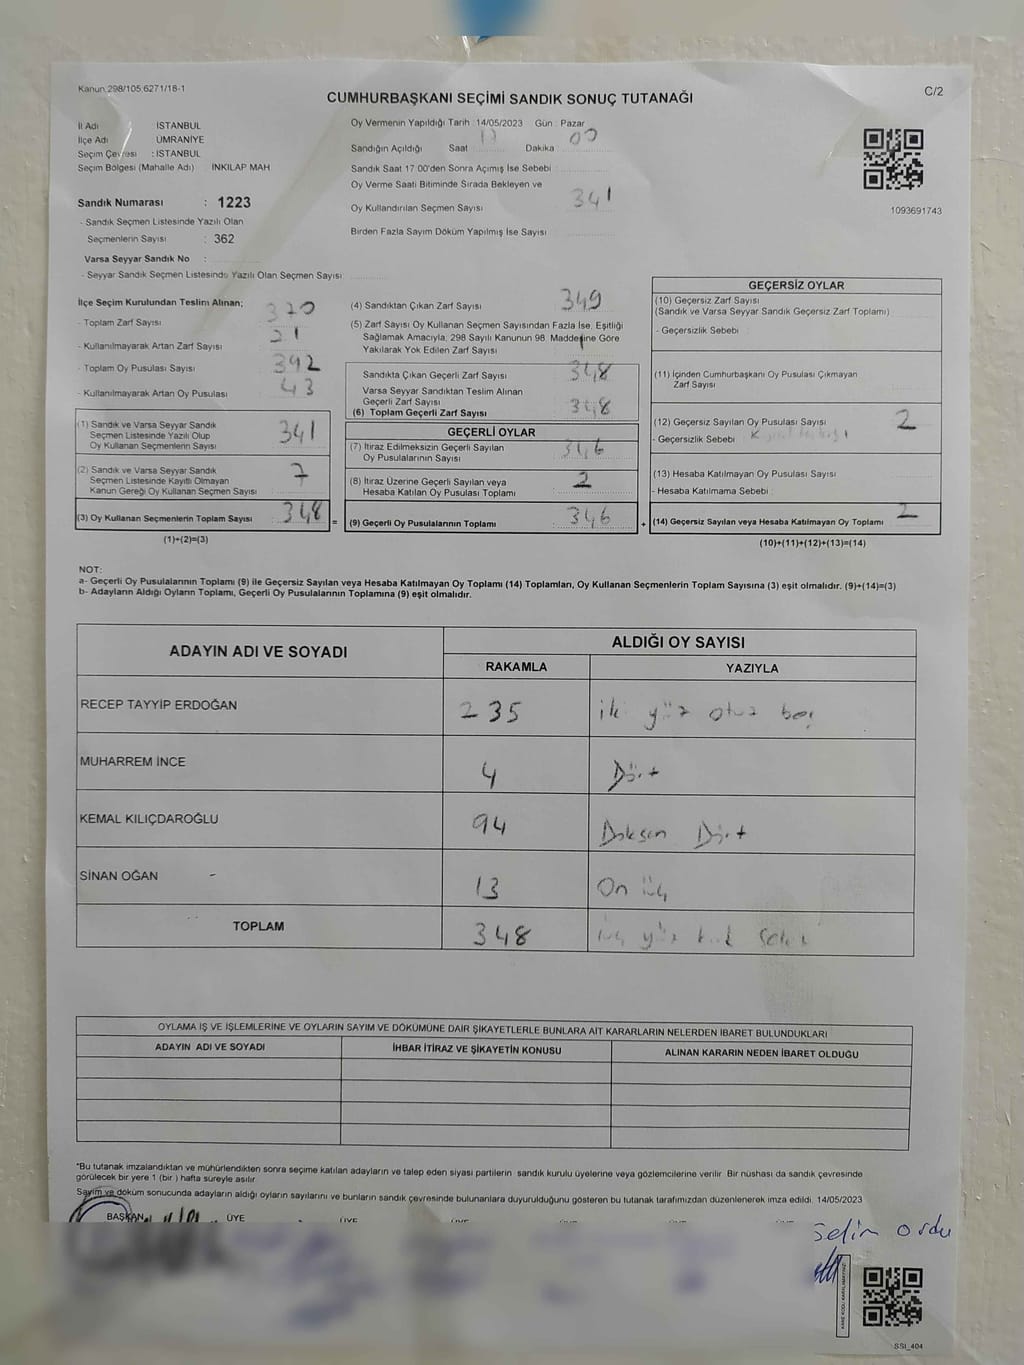 Kanun 298/105,6271/18-1
C/2
CUMHURBAŞKANI SEÇİMİ SANDIK SONUÇ TUTANAĞI
İl Adı İSTANBUL
İlçe Adı ÜMRANİYE
Seçim Çevresi : İSTANBUL
Seçim Bölgesi (Mahalle Adı) İNKILAP MAH
Sandık Numarası : 1223
- Sandık Seçmen Listesinde Yazılı Olan
Seçmenlerin Sayısı : 362
Varsa Seyyar Sandık No :
- Seyyar Sandık Seçmen Listesinde Yazılı Olan Seçmen Sayısı:
Oy Vermenin Yapıldığı Tarih : 14/05/2023 Gün : Pazar
Sandığın Açıldığı Saat 17 Dakika 00
Sandık Saat 17 00'den Sonra Açımış İse Sebebi
Oy Verme Saati Bitiminde Sırada Bekleyen ve
Oy Kullandırılan Seçmen Sayısı 341
Birden Fazla Sayım Döküm Yapılmış İse Sayısı
1093691743
İlçe Seçim Kurulundan Teslim Alınan;
- Toplam Zarf Sayısı 370
- Kullanılmayarak Artan Zarf Sayısı 21
- Toplam Oy Pusulası Sayısı 392
- Kullanılmayarak Artan Oy Pusulası 43
(1) Sandık ve Varsa Seyyar Sandık
Seçmen Listesinde Yazılı Olup
Oy Kullanan Seçmenlerin Sayısı 341
(2) Sandık ve Varsa Seyyar Sandık
Seçmen Listesinde Kayıtlı Olmayan
Kanun Gereği Oy Kullanan Seçmen Sayısı 7
(3) Oy Kullanan Seçmenlerin Toplam Sayısı 348 =
(1)+(2)=(3)
(4) Sandıktan Çıkan Zarf Sayısı 349
(5) Zarf Sayısı Oy Kullanan Seçmen Sayısından Fazla İse, Eşitliği
Sağlamak Amacıyla, 298 Sayılı Kanunun 98. Maddesine Göre
Yakılarak Yok Edilen Zarf Sayısı 1
Sandıkta Çıkan Geçerli Zarf Sayısı 348
Varsa Seyyar Sandıktan Teslim Alınan
Geçerli Zarf Sayısı
(6) Toplam Geçerli Zarf Sayısı 348
GEÇERLİ OYLAR
(7) İtiraz Edilmeksizin Geçerli Sayılan
Oy Pusulalarının Sayısı 346
(8) İtiraz Üzerine Geçerli Sayılan veya
Hesaba Katılan Oy Pusulası Toplamı 2
(9) Geçerli Oy Pusulalarının Toplamı 346 +
GEÇERSİZ OYLAR
(10) Geçersiz Zarf Sayısı
(Sandık ve Varsa Seyyar Sandık Geçersiz Zarf Toplamı)
- Geçersizlik Sebebi
(11) İçinden Cumhurbaşkanı Oy Pusulası Çıkmayan
Zarf Sayısı
(12) Geçersiz Sayılan Oy Pusulası Sayısı 2
- Geçersizlik Sebebi
(13) Hesaba Katılmayan Oy Pusulası Sayısı
- Hesaba Katılmama Sebebi
(14) Geçersiz Sayılan veya Hesaba Katılmayan Oy Toplamı 2
(10)+(11)+(12)+(13)=(14)
NOT:
a- Geçerli Oy Pusulalarının Toplamı (9) ile Geçersiz Sayılan veya Hesaba Katılmayan Oy Toplamı (14) Toplamları, Oy Kullanan Seçmenlerin Toplam Sayısına (3) eşit olmalıdır. (9)+(14)=(3)
b- Adayların Aldığı Oyların Toplamı, Geçerli Oy Pusulalarının Toplamına (9) eşit olmalıdır.
ADAYIN ADI VE SOYADI
ALDIĞI OY SAYISI
RAKAMLA YAZIYLA
RECEP TAYYİP ERDOĞAN 235 iki yüz otuz beş
MUHARREM İNCE 4 Dört
KEMAL KILIÇDAROĞLU 94 Doksan Dört
SİNAN OĞAN - 13 On üç
TOPLAM 348 üç yüz kırk sekiz
OYLAMA İŞ VE İŞLEMLERİNE VE OYLARIN SAYIM VE DÖKÜMÜNE DAİR ŞİKAYETLERLE BUNLARA AİT KARARLARIN NELERDEN İBARET BULUNDUKLARI
ADAYIN ADI VE SOYADI İHBAR İTİRAZ VE ŞİKAYETİN KONUSU ALINAN KARARIN NEDEN İBARET OLDUĞU
*Bu tutanak imzalandıktan ve mühürlendikten sonra seçime katılan adayların ve talep eden siyasi partilerin sandık kurulu üyelerine veya gözlemcilerine verilir. Bir nüshası da sandık çevresinde
görülecek bir yere 1 (bir ) hafta süreyle asılır
Sayım ve döküm sonucunda adayların aldığı oyların sayılarını ve bunların sandık çevresinde bulunanlara duyurulduğunu gösteren bu tutanak tarafımızdan düzenlenerek imza edildi. 14/05/2023
BAŞKAN ÜYE ÜYE
Selim Ordu
SSI_404